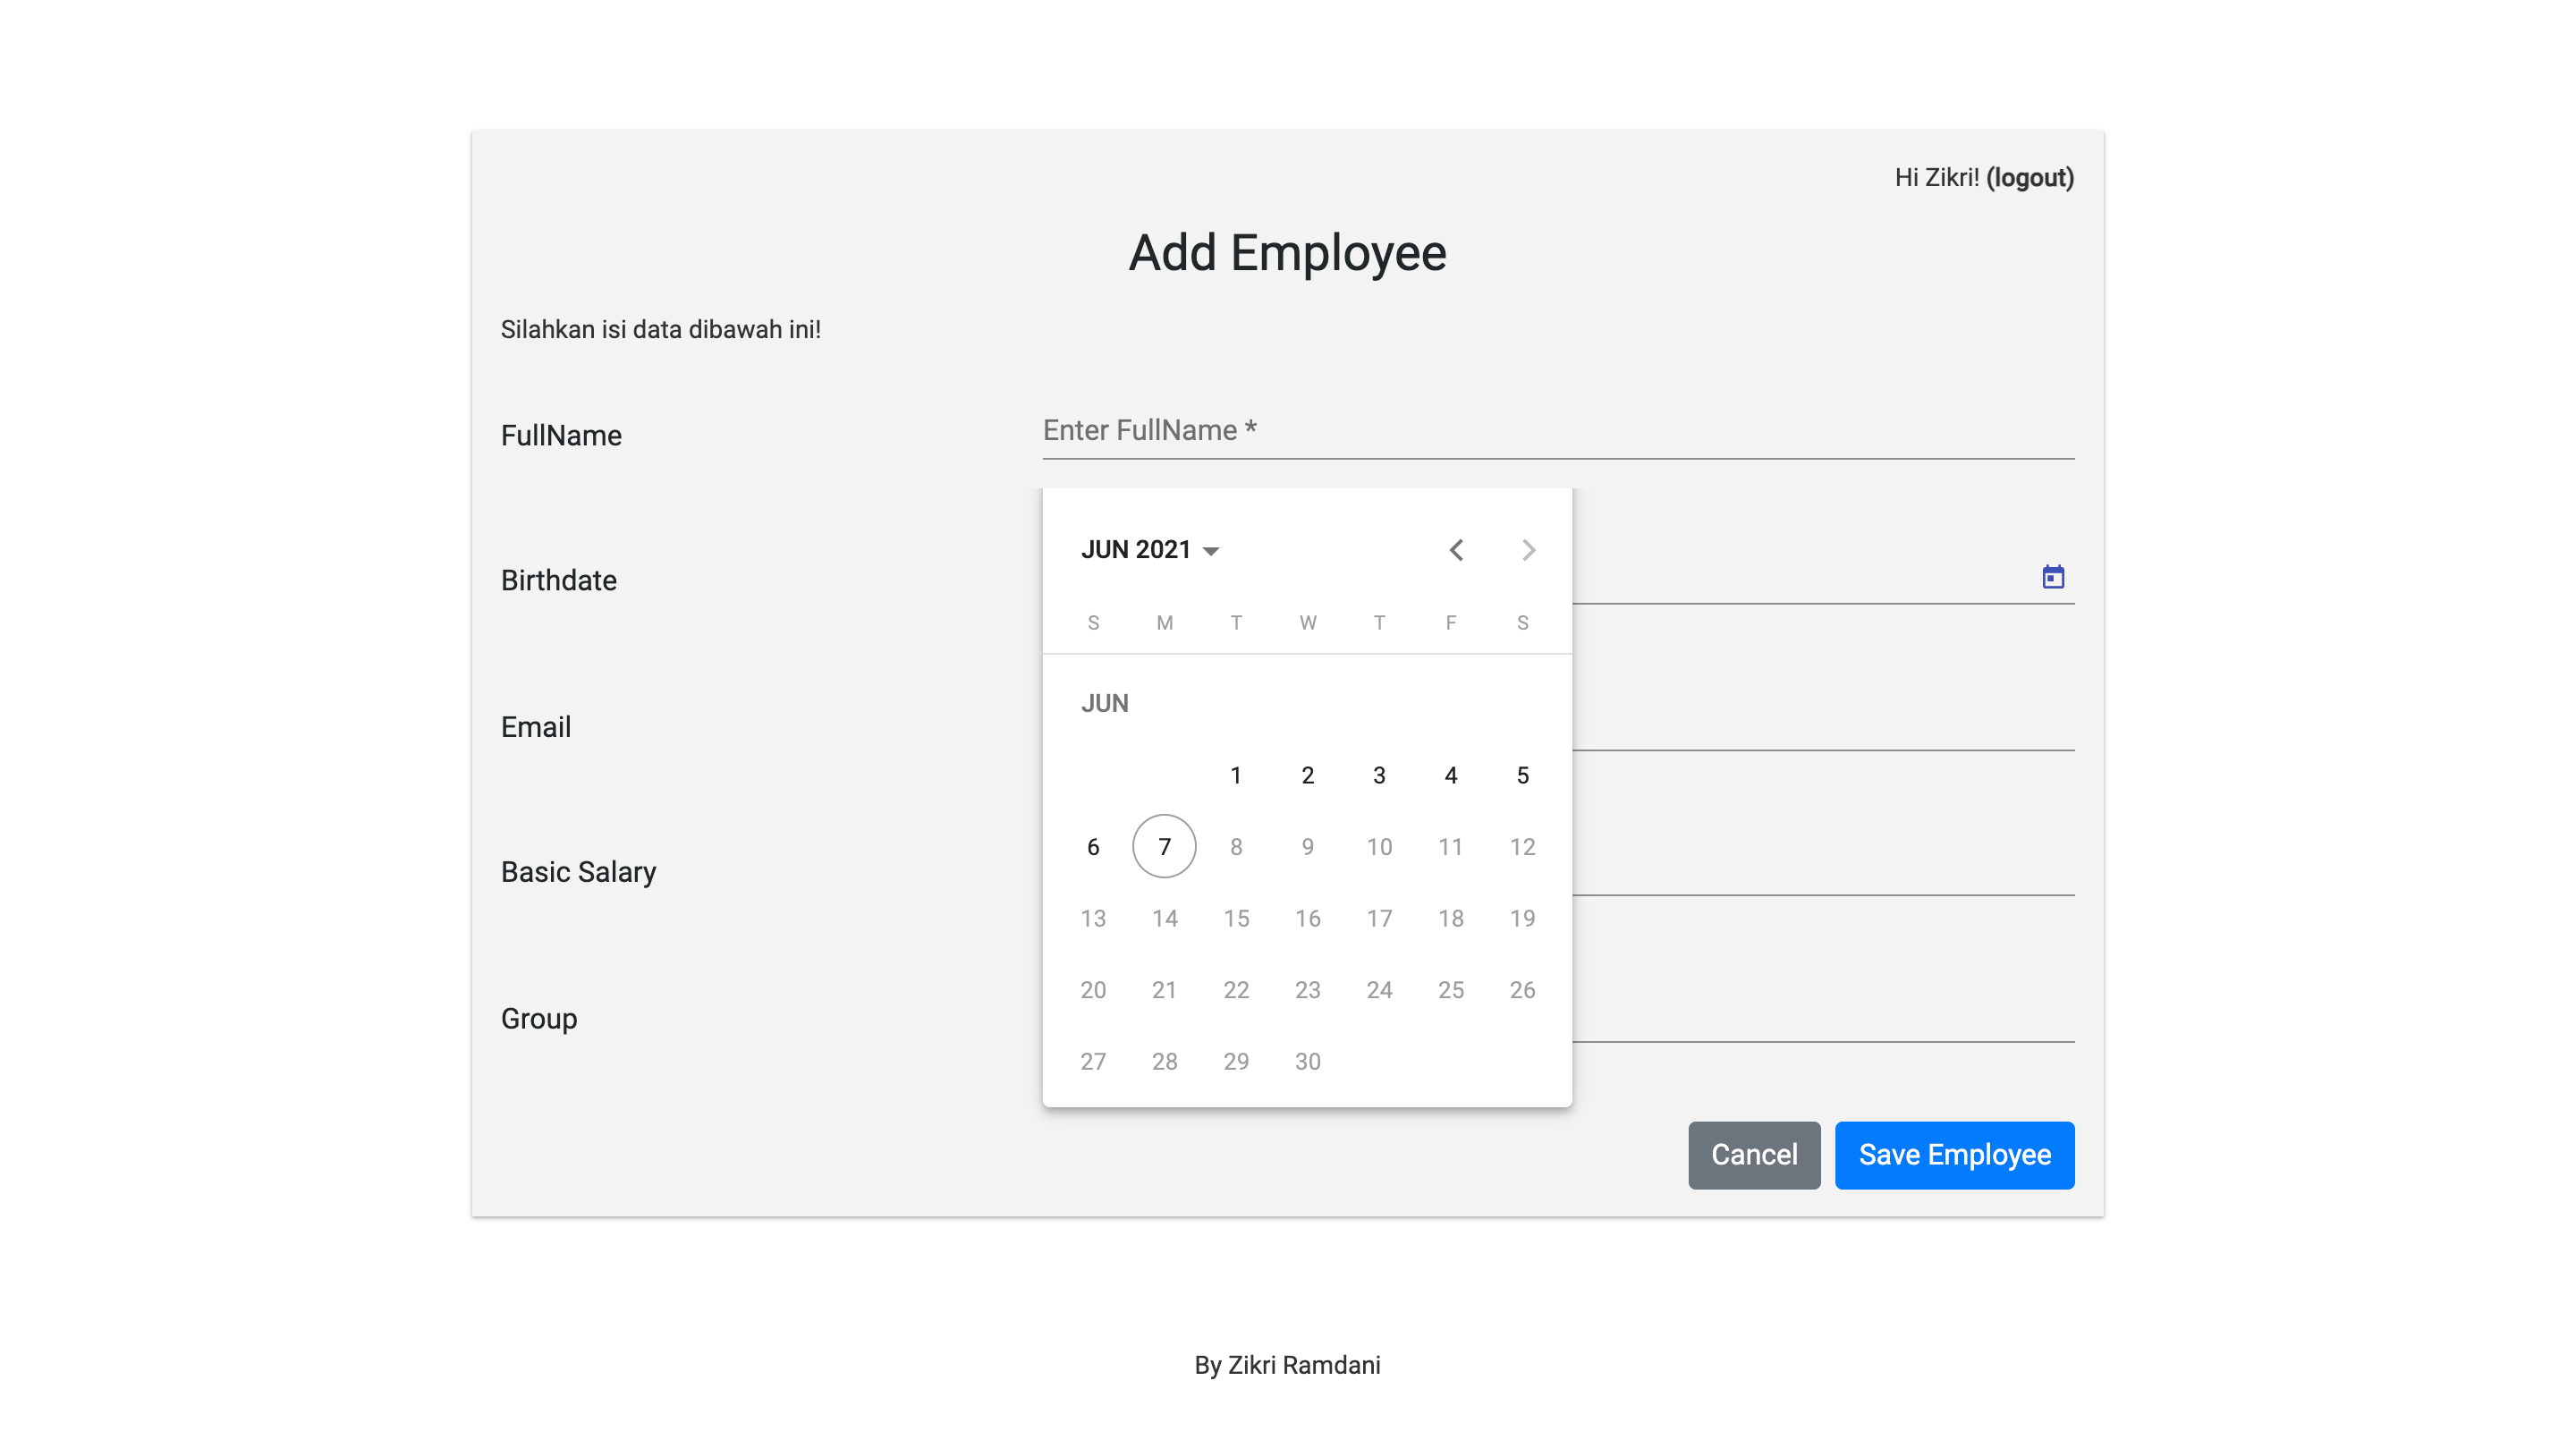 Hi Zikri! (logout)
Add Employee
Silahkan isi data dibawah ini!
FullName
Enter FullName *
JUN 2021
Birthdate
S M T W T F S
JUN
Email
1 2 3 4 5
6 7 8 9 10 11 12
Basic Salary
13 14 15 16 17 18 19
20 21 22 23 24 25 26
Group
27 28 29 30
Cancel Save Employee
By Zikri Ramdani